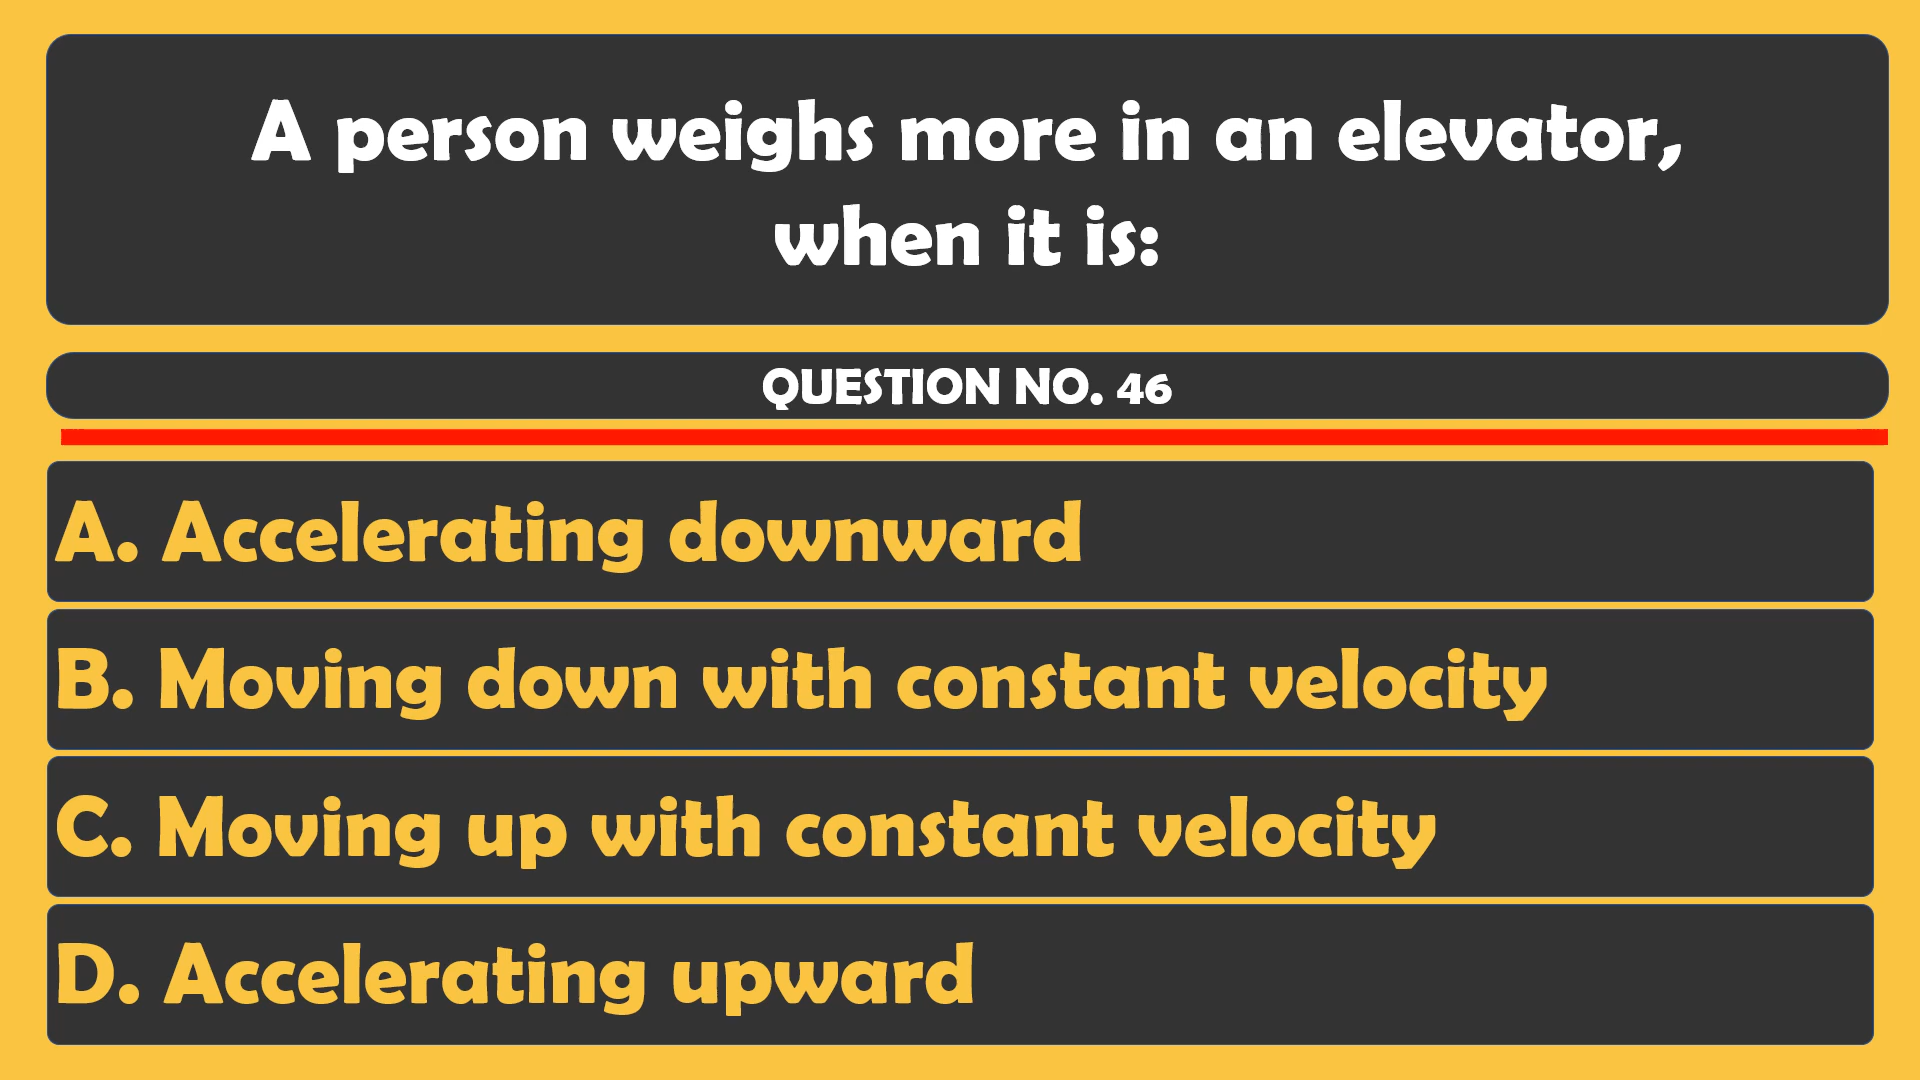 A person weighs more in an elevator,
when it is:
QUESTION NO. 46
A. Accelerating downward
B. Moving down with constant velocity
C. Moving up with constant velocity
D. Accelerating upward